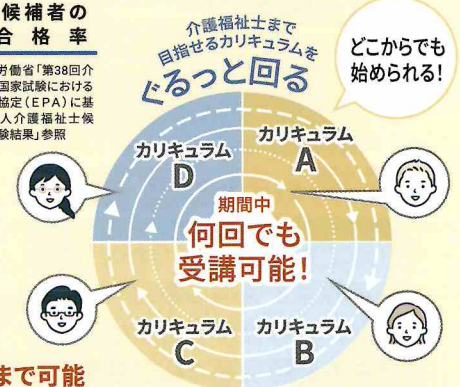 候補者の
合格率
労働省「第38回介
国家試験における
協定(EPA)に基
人介護福祉士候
験結果」参照
介護福祉士まで
目指せるカリキュラムを
ぐるっと回る
どこからでも
始められる!
カリキュラム
D
カリキュラム
A
期間中
何回でも
受講可能!
カリキュラム
C
カリキュラム
B
まで可能